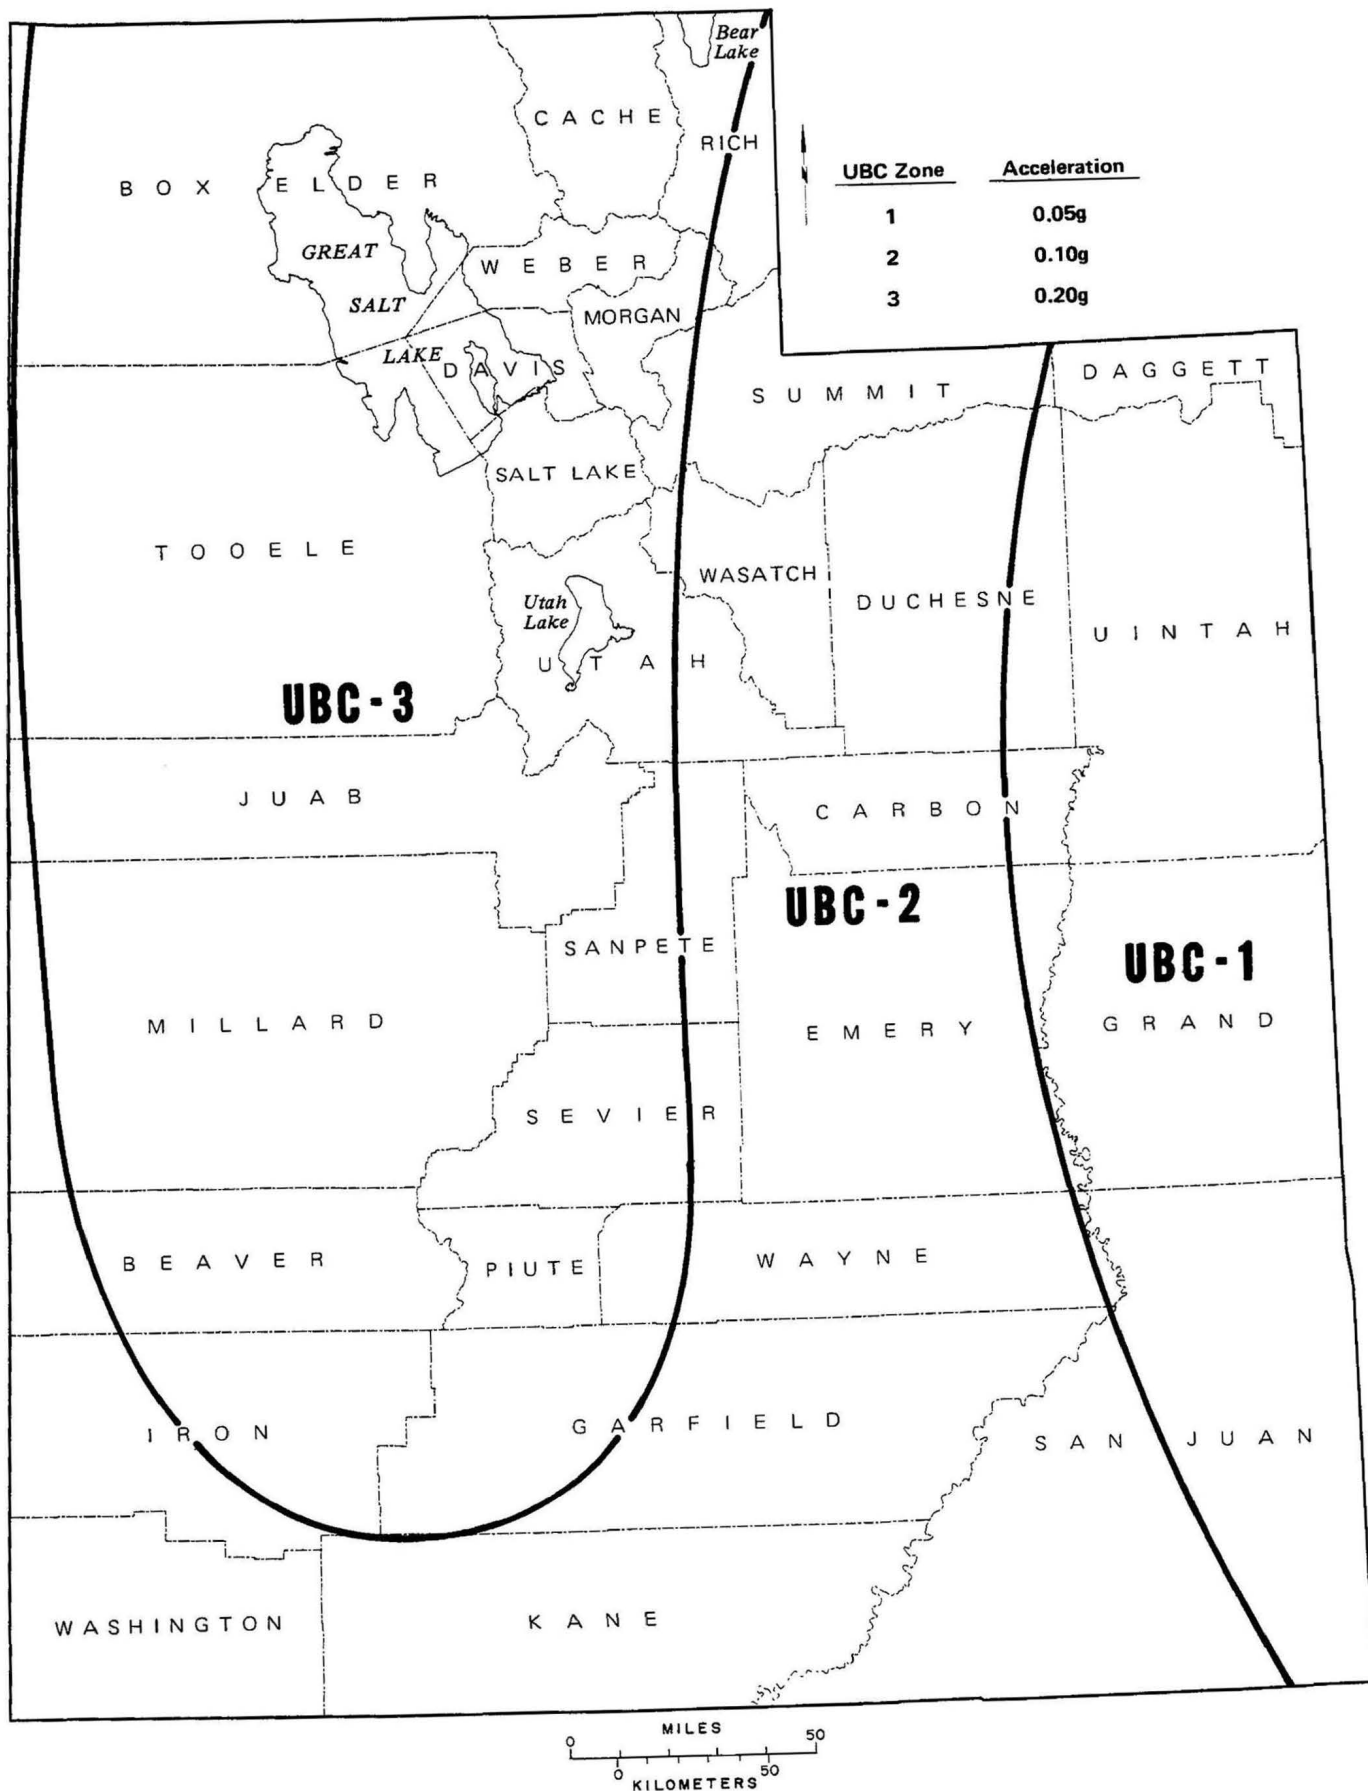 Bear
Lake
CACHE
RICH
UBC Zone Acceleration
1 0.05g
2 0.10g
3 0.20g
BOX ELDER
GREAT
SALT
LAKE
WEBER
MORGAN
DAVIS
SUMMIT
DAGGETT
SALT LAKE
TOOELE
WASATCH
Utah
Lake
DUCHESNE
UINTAH
UTAH
UBC-3
JUAB
CARBON
UBC-2
SANPETE
UBC-1
MILLARD
EMERY
GRAND
SEVIER
BEAVER
PIUTE
WAYNE
IRON
GARFIELD
SAN JUAN
WASHINGTON
KANE
MILES
0 50
0 50
KILOMETERS